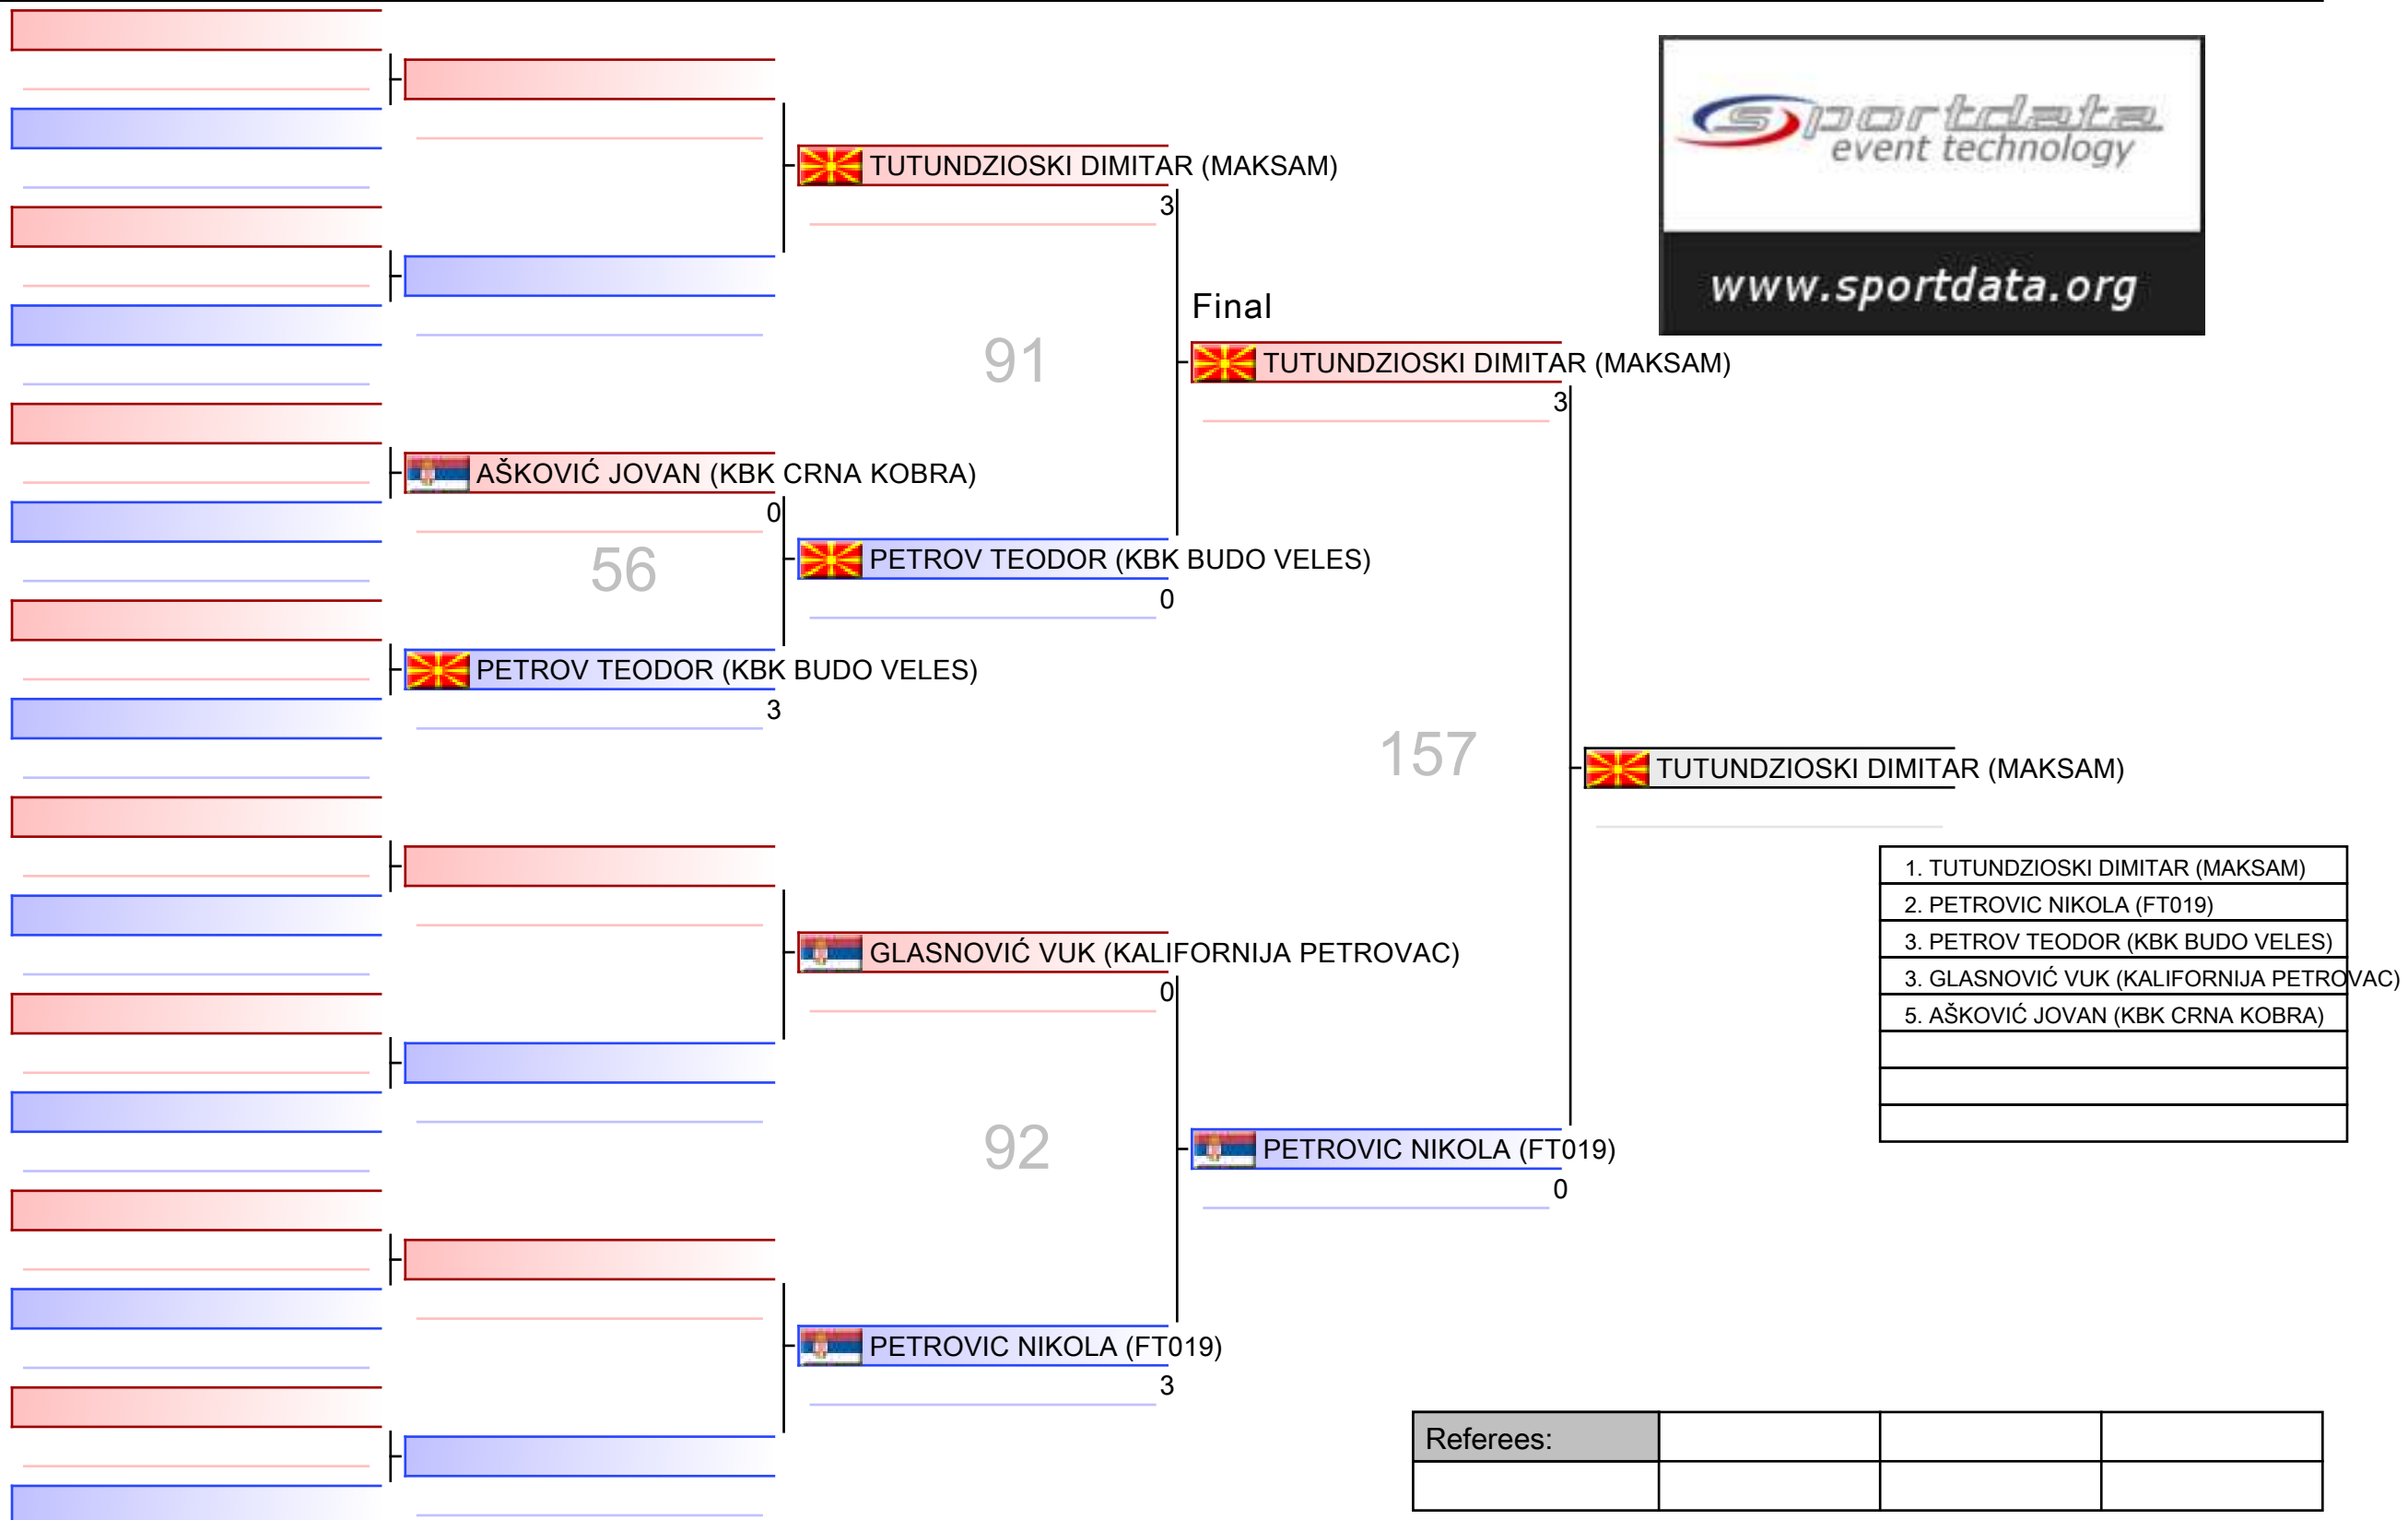 sportdata
event technology
www.sportdata.org
TUTUNDZIOSKI DIMITAR (MAKSAM)
3
91
Final
TUTUNDZIOSKI DIMITAR (MAKSAM)
3
AŠKOVIĆ JOVAN (KBK CRNA KOBRA)
0
56
PETROV TEODOR (KBK BUDO VELES)
0
PETROV TEODOR (KBK BUDO VELES)
3
157
TUTUNDZIOSKI DIMITAR (MAKSAM)
1. TUTUNDZIOSKI DIMITAR (MAKSAM)
2. PETROVIC NIKOLA (FT019)
3. PETROV TEODOR (KBK BUDO VELES)
3. GLASNOVIĆ VUK (KALIFORNIJA PETROVAC)
5. AŠKOVIĆ JOVAN (KBK CRNA KOBRA)
GLASNOVIĆ VUK (KALIFORNIJA PETROVAC)
0
92
PETROVIC NIKOLA (FT019)
0
PETROVIC NIKOLA (FT019)
3
Referees: